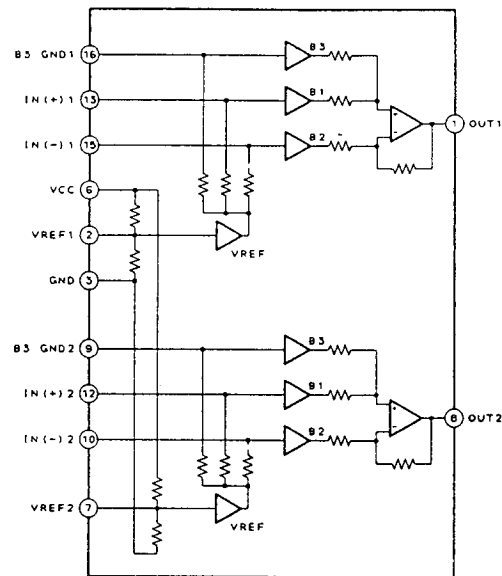 B3 GND1 16 B3
IN(+)1 13 B1 1 OUT1
IN(-)1 15 B2
VCC 6
VREF1 2 VREF
GND 3
B3 GND2 9 B3
IN(+)2 12 B1
8 OUT2
IN(-)2 10 B2
VREF2 7 VREF
+
-
+
-